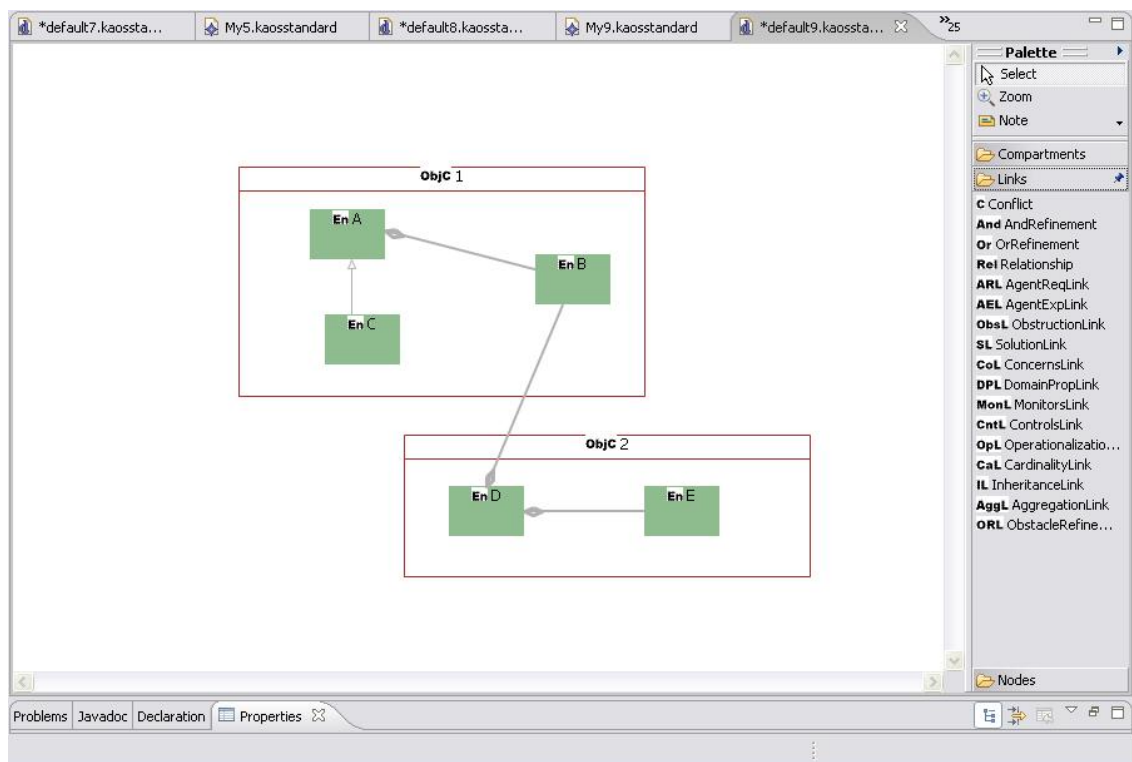 *default7.kaossta...
My5.kaosstandard
*default8.kaossta...
My9.kaosstandard
*default9.kaossta...
»25
Palette
Select
Zoom
Note
Compartments
Links
C Conflict
And AndRefinement
Or OrRefinement
Rel Relationship
ARL AgentReqLink
AEL AgentExpLink
ObsL ObstructionLink
SL SolutionLink
CoL ConcernsLink
DPL DomainPropLink
MonL MonitorsLink
CntL ControlsLink
OpL Operationalizatio...
CaL CardinalityLink
IL InheritanceLink
AggL AggregationLink
ORL ObstacleRefine...
Nodes
ObjC 1
En A
En B
En C
ObjC 2
En D
En E
Problems
Javadoc
Declaration
Properties